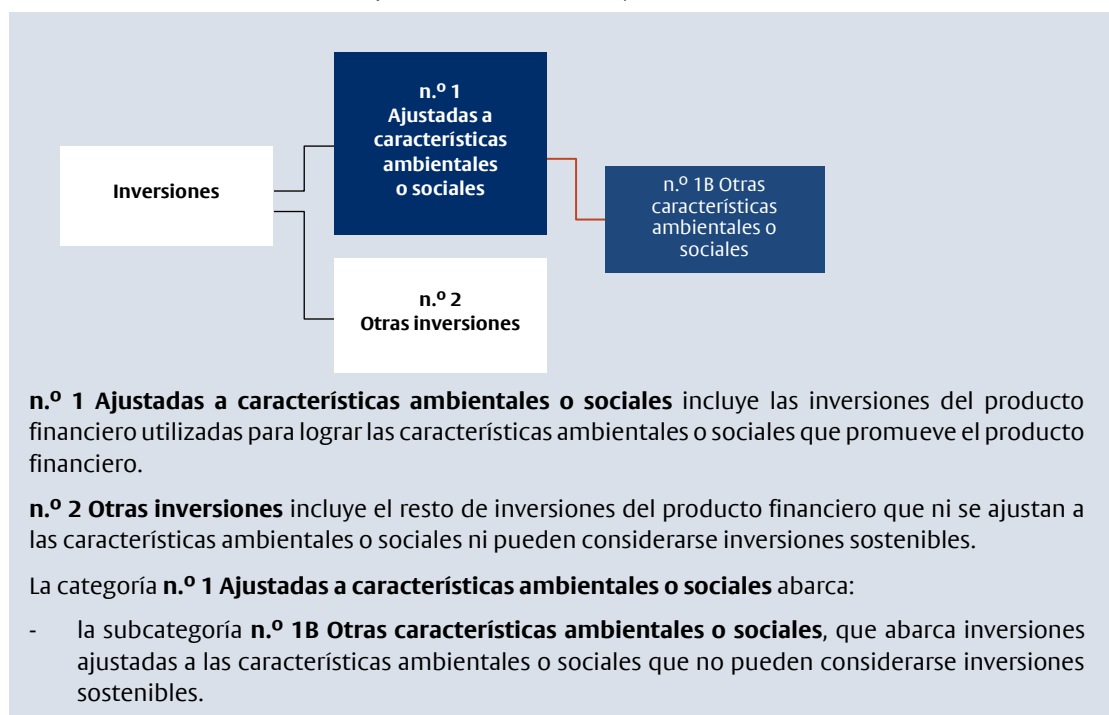 n.º 1
Ajustadas a
características
ambientales
o sociales
Inversiones
n.º 1B Otras
características
ambientales o
sociales
n.º 2
Otras inversiones
n.º 1 Ajustadas a características ambientales o sociales incluye las inversiones del producto
financiero utilizadas para lograr las características ambientales o sociales que promueve el producto
financiero.
n.º 2 Otras inversiones incluye el resto de inversiones del producto financiero que ni se ajustan a
las características ambientales o sociales ni pueden considerarse inversiones sostenibles.
La categoría n.º 1 Ajustadas a características ambientales o sociales abarca:
- la subcategoría n.º 1B Otras características ambientales o sociales, que abarca inversiones
ajustadas a las características ambientales o sociales que no pueden considerarse inversiones
sostenibles.